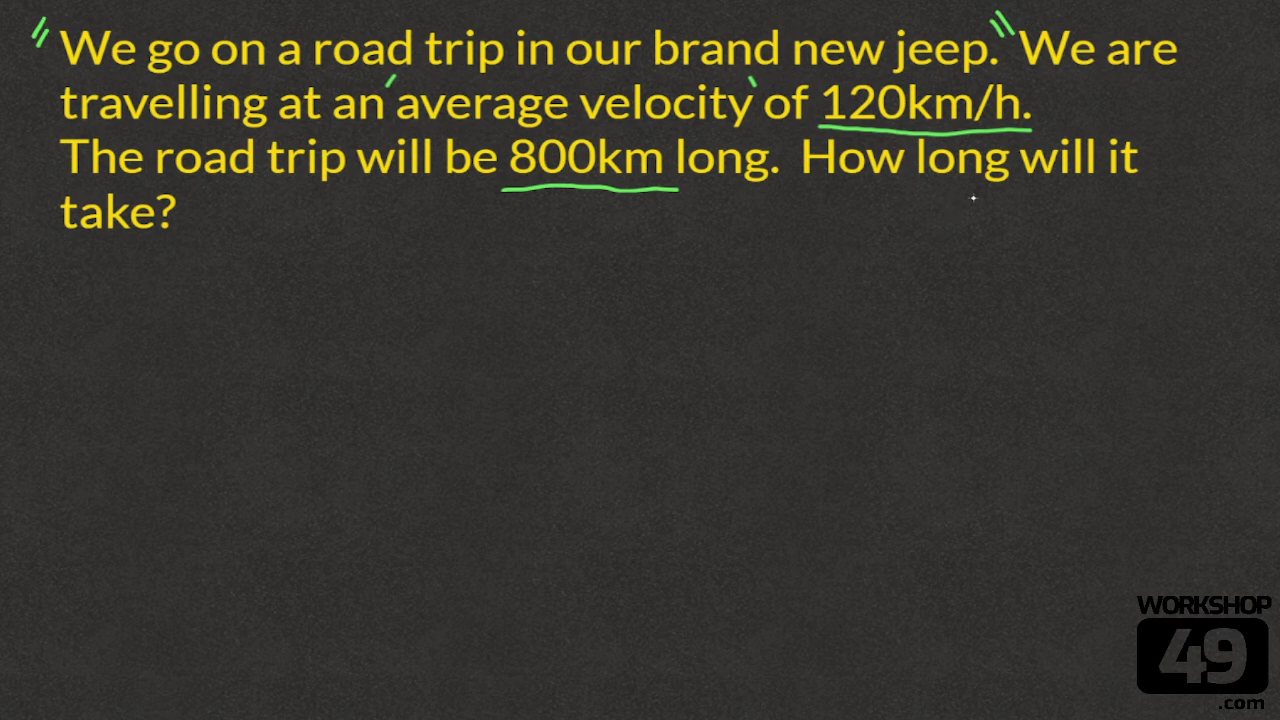 We go on a road trip in our brand new jeep. We are
travelling at an average velocity of 120km/h.
The road trip will be 800km long. How long will it
take?
WORKSHOP
49
.com